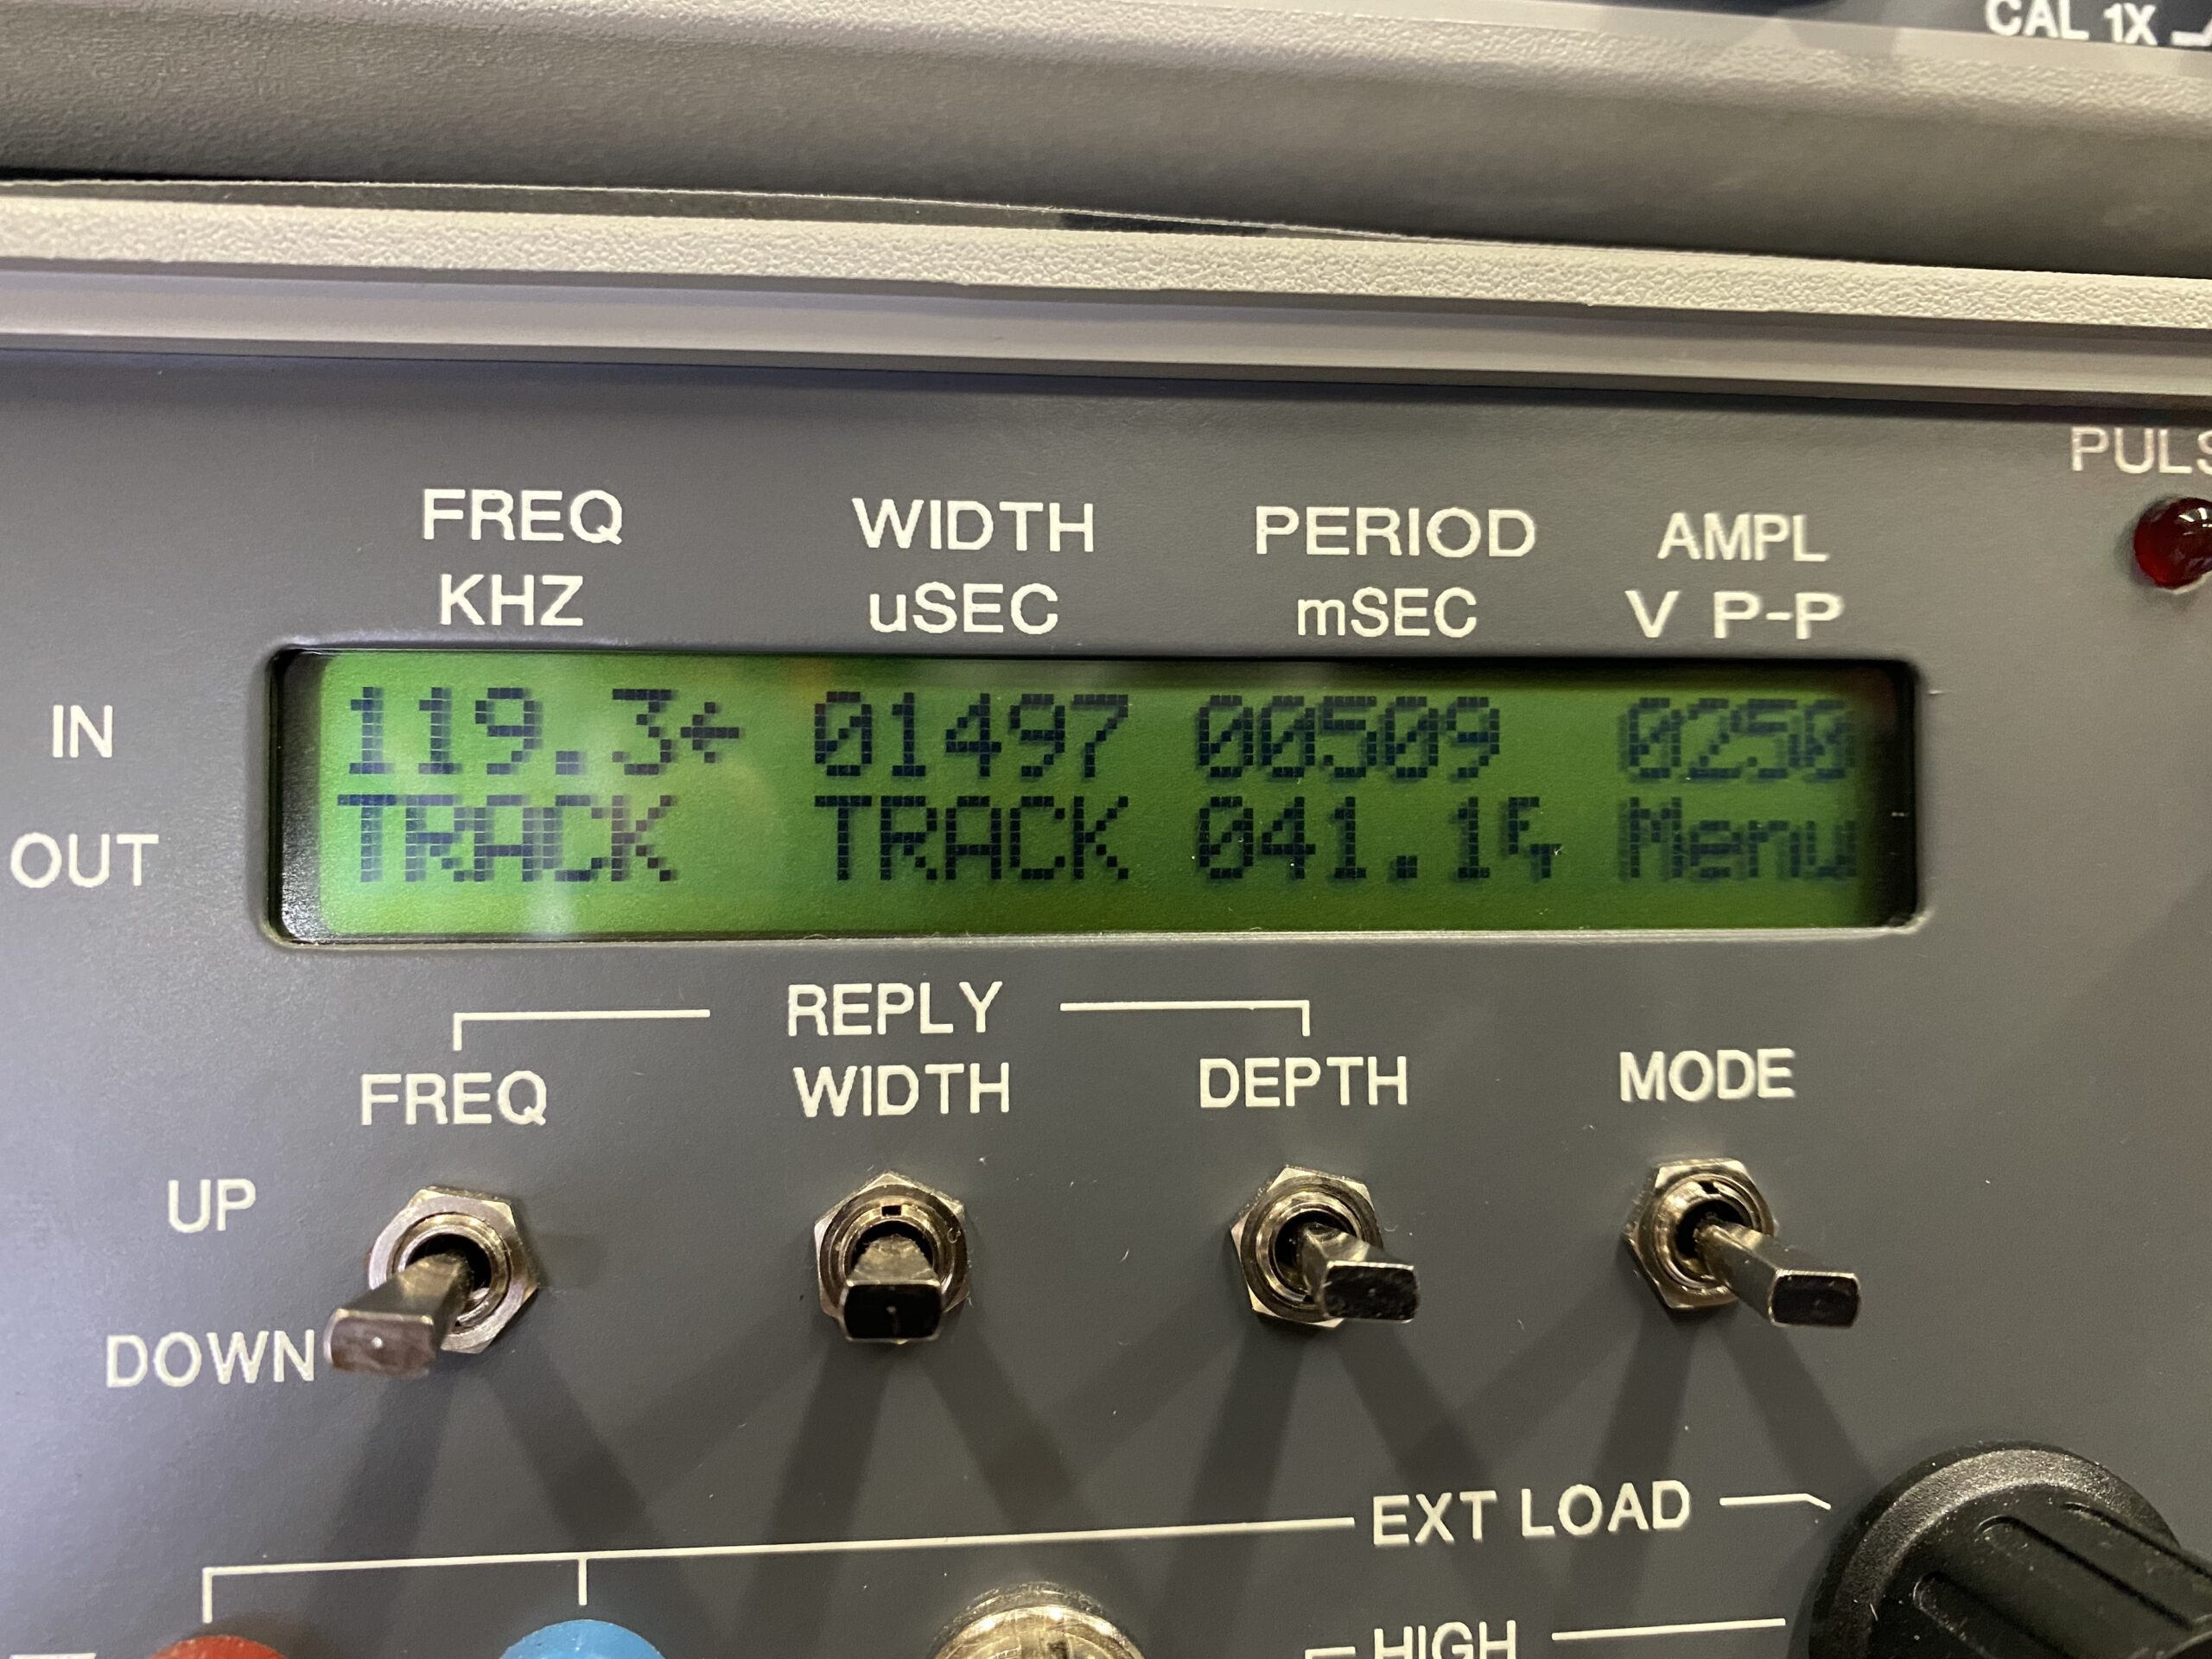 CAL 1X
PULS
FREQ WIDTH PERIOD AMPL
KHZ uSEC mSEC V P-P
IN 119.3← 01497 00509 0250
OUT TRACK TRACK 041.1 Menu
REPLY
FREQ WIDTH DEPTH MODE
UP
DOWN
EXT LOAD
HIGH